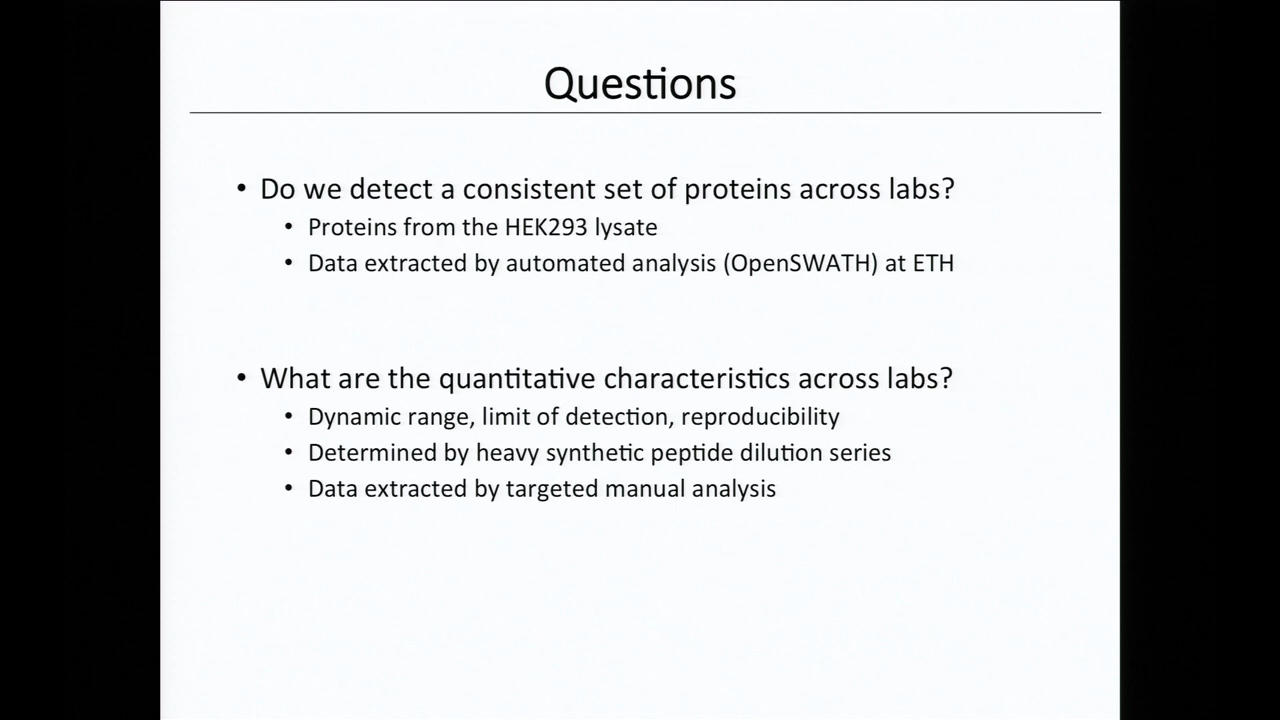 Questions
• Do we detect a consistent set of proteins across labs?
• Proteins from the HEK293 lysate
• Data extracted by automated analysis (OpenSWATH) at ETH
• What are the quantitative characteristics across labs?
• Dynamic range, limit of detection, reproducibility
• Determined by heavy synthetic peptide dilution series
• Data extracted by targeted manual analysis